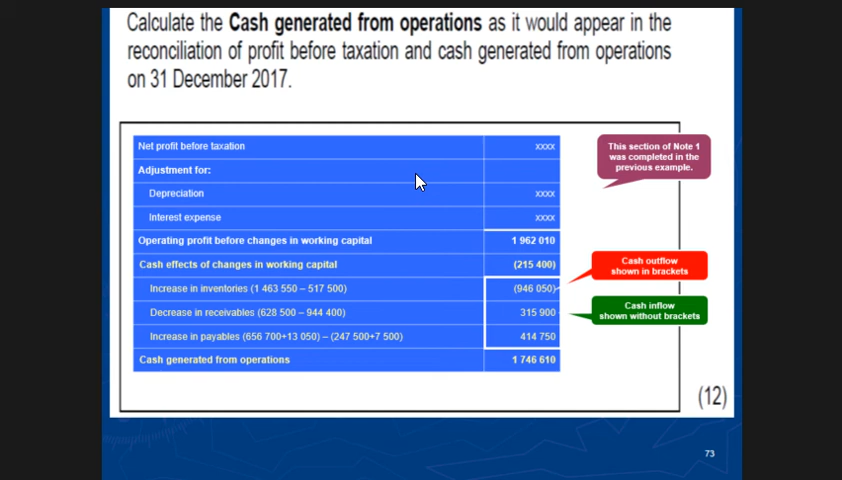 Calculate the Cash generated from operations as it would appear in the
reconciliation of profit before taxation and cash generated from operations
on 31 December 2017.
Net profit before taxation xxxx
Adjustment for:
Depreciation xxxx
Interest expense xxxx
Operating profit before changes in working capital 1 962 010
Cash effects of changes in working capital (215 400)
Increase in inventories (1 463 550 – 517 500) (946 050)
Decrease in receivables (628 500 – 944 400) 315 900
Increase in payables (656 700+13 050) – (247 500+7 500) 414 750
Cash generated from operations 1 746 610
This section of Note 1
was completed in the
previous example.
Cash outflow
shown in brackets
Cash inflow
shown without brackets
(12)
73